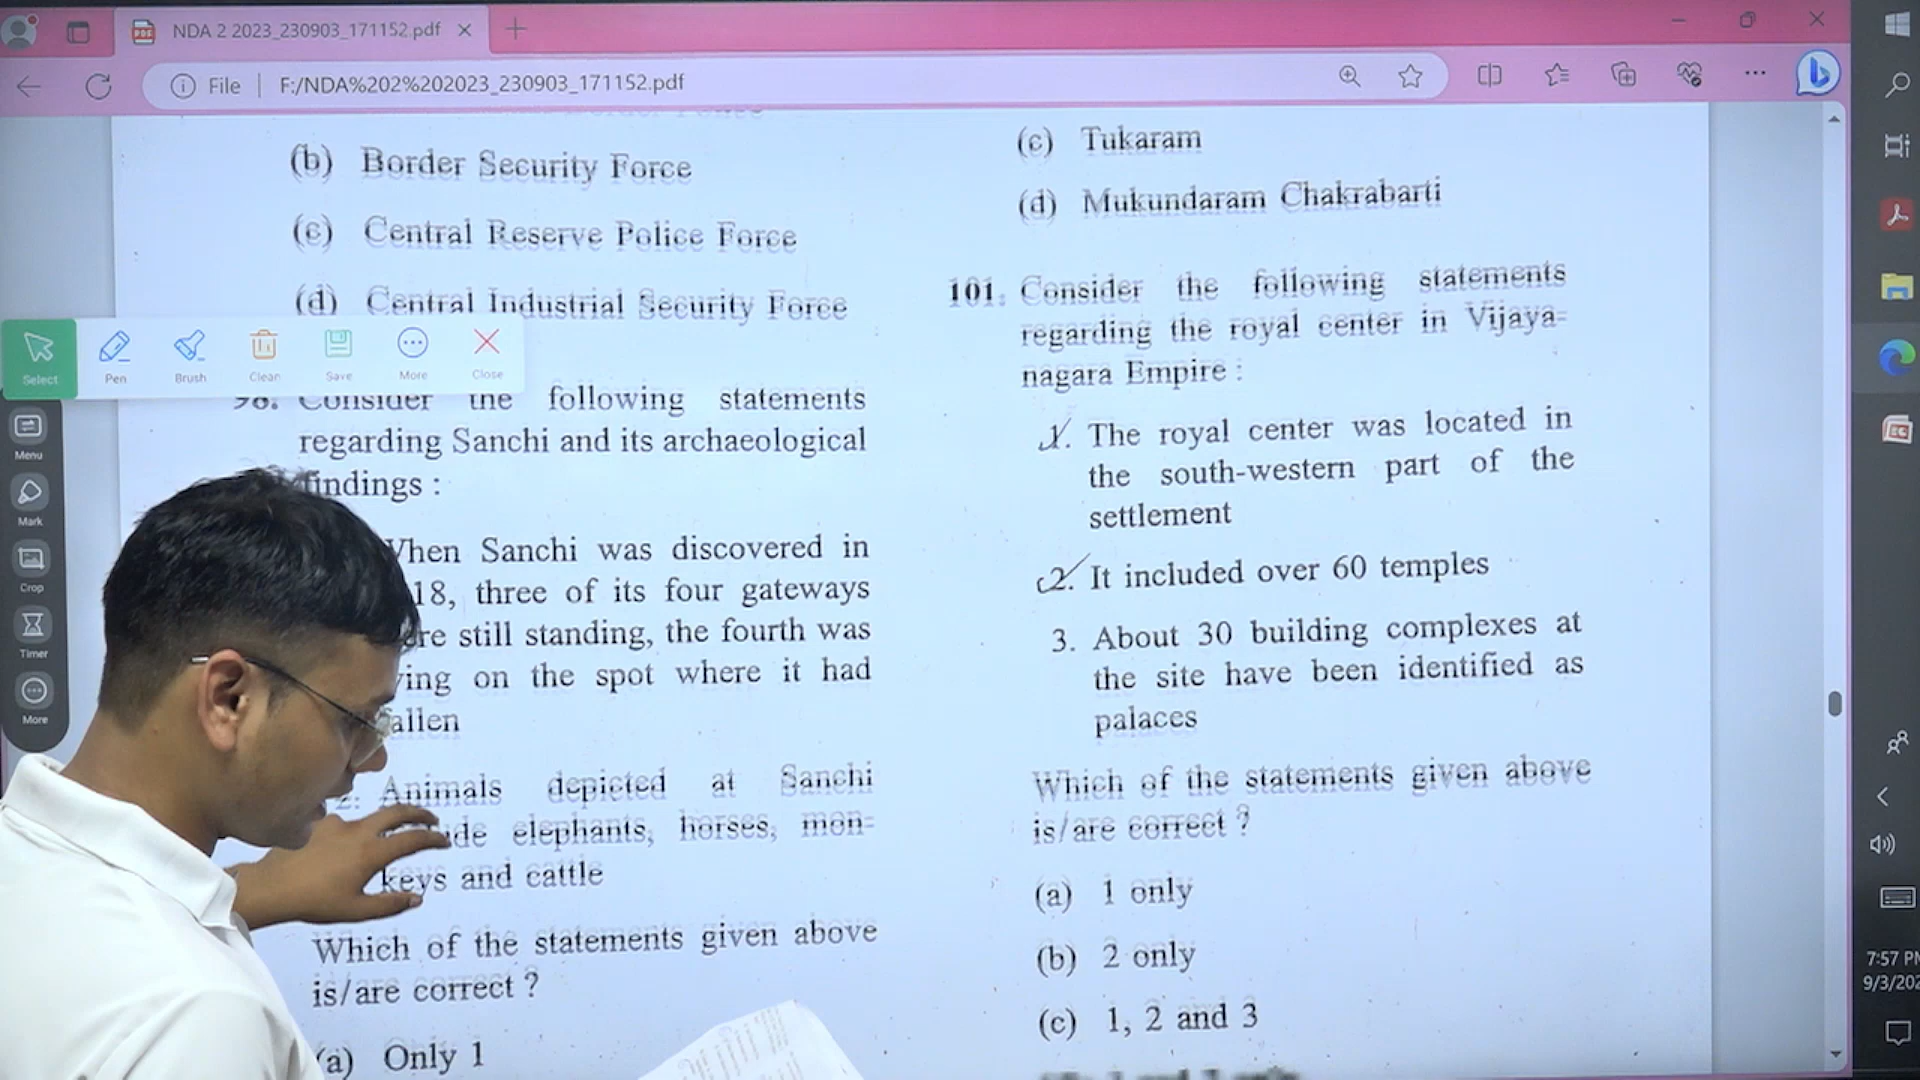 NDA 2 2023_230903_171152.pdf
File
F:/NDA%202%202023_230903_171152.pdf
(b) Border Security Force
(c) Central Reserve Police Force
(d) Central Industrial Security Force
Select
Pen
Brush
Clean
Save
More
Close
Menu
Mark
Crop
Timer
More
98. Consider the following statements
regarding Sanchi and its archaeological
findings :
When Sanchi was discovered in
18, three of its four gateways
still standing, the fourth was
on the spot where it had
2. Animals depicted at Sanchi
elephants, horses, mon-
keys and cattle
Which of the statements given above
is/are correct ?
(a) Only 1
(c) Tukaram
(d) Mukundaram Chakrabarti
101. Consider the following statements
regarding the royal center in Vijaya-
nagara Empire :
1. The royal center was located in
the south-western part of the
settlement
2. It included over 60 temples
3. About 30 building complexes at
the site have been identified as
palaces
Which of the statements given above
is/are correct ?
(a) 1 only
(b) 2 only
(c) 1, 2 and 3
7:57 PM
9/3/202